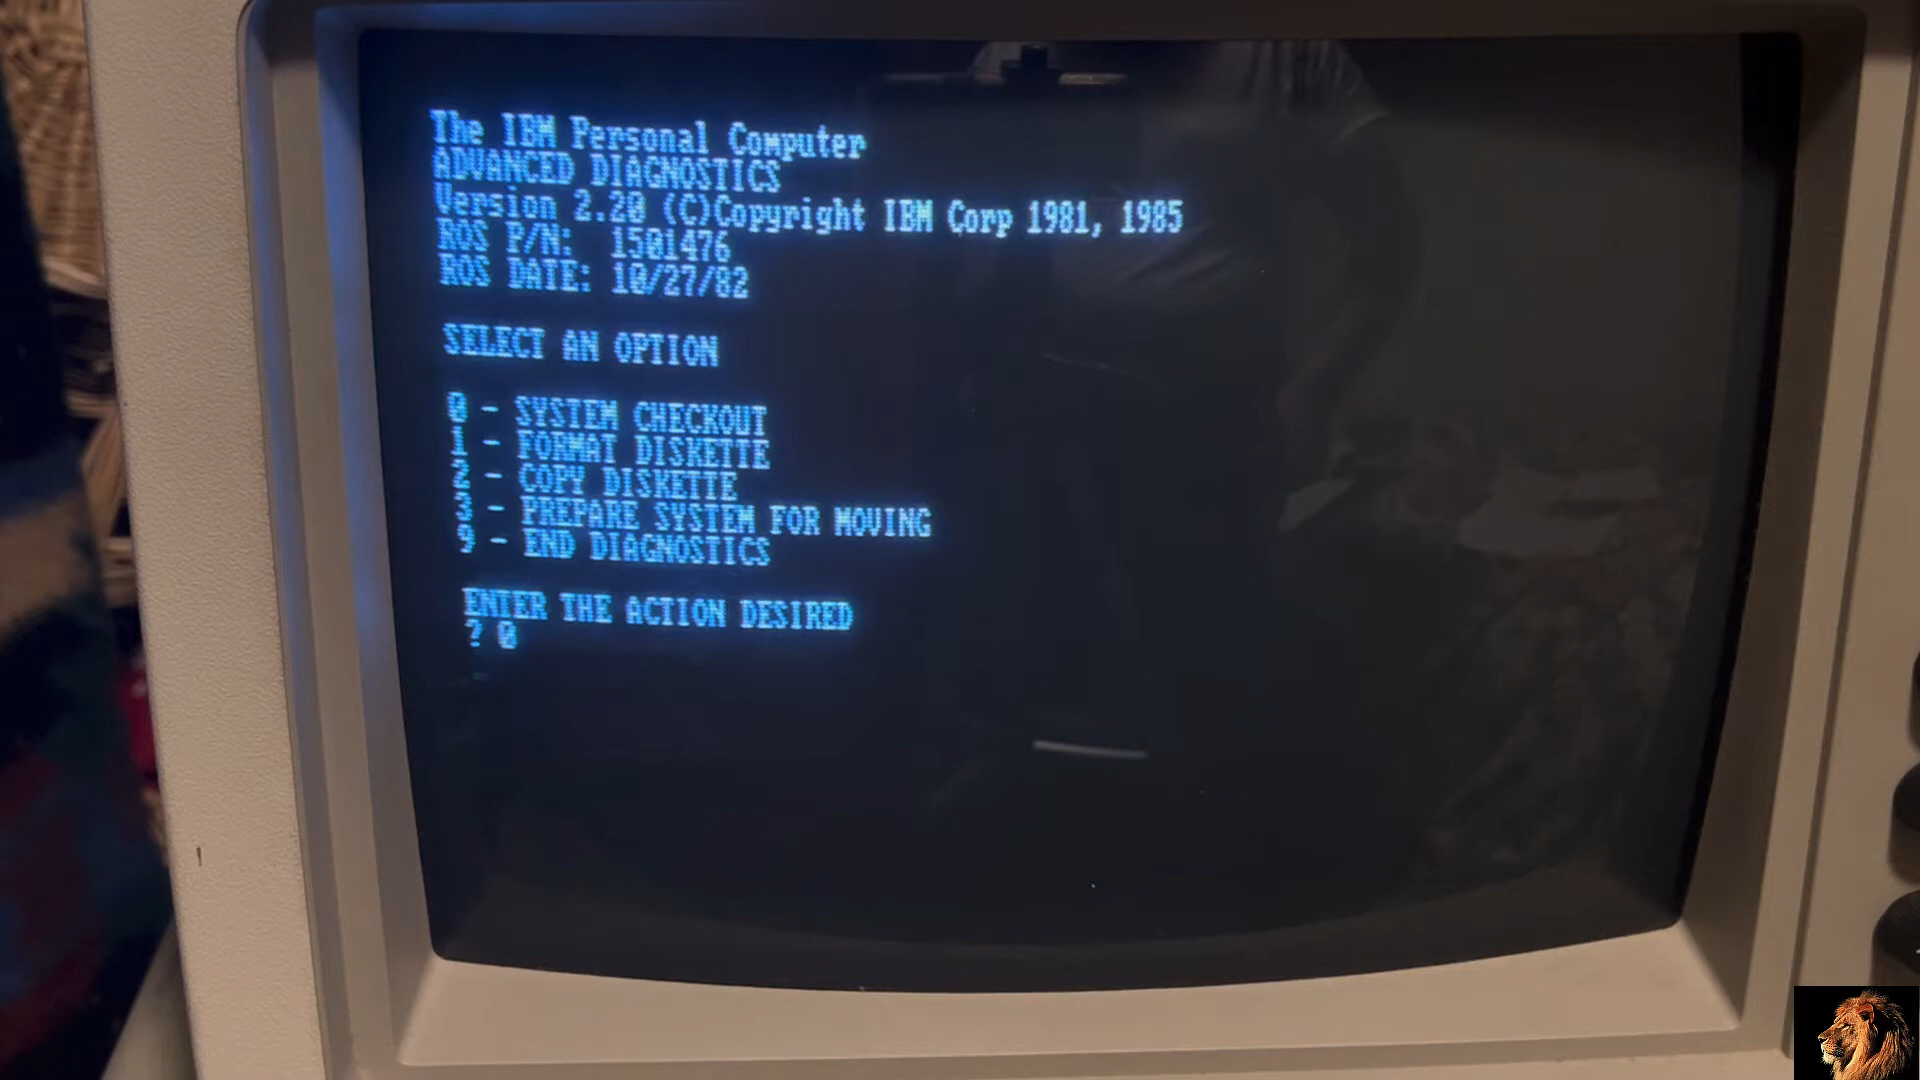 The IBM Personal Computer
ADVANCED DIAGNOSTICS
Version 2.20 (C)Copyright IBM Corp 1981, 1985
ROS P/N: 1501476
ROS DATE: 10/27/82
SELECT AN OPTION
0 - SYSTEM CHECKOUT
1 - FORMAT DISKETTE
2 - COPY DISKETTE
3 - PREPARE SYSTEM FOR MOVING
9 - END DIAGNOSTICS
ENTER THE ACTION DESIRED
? 0